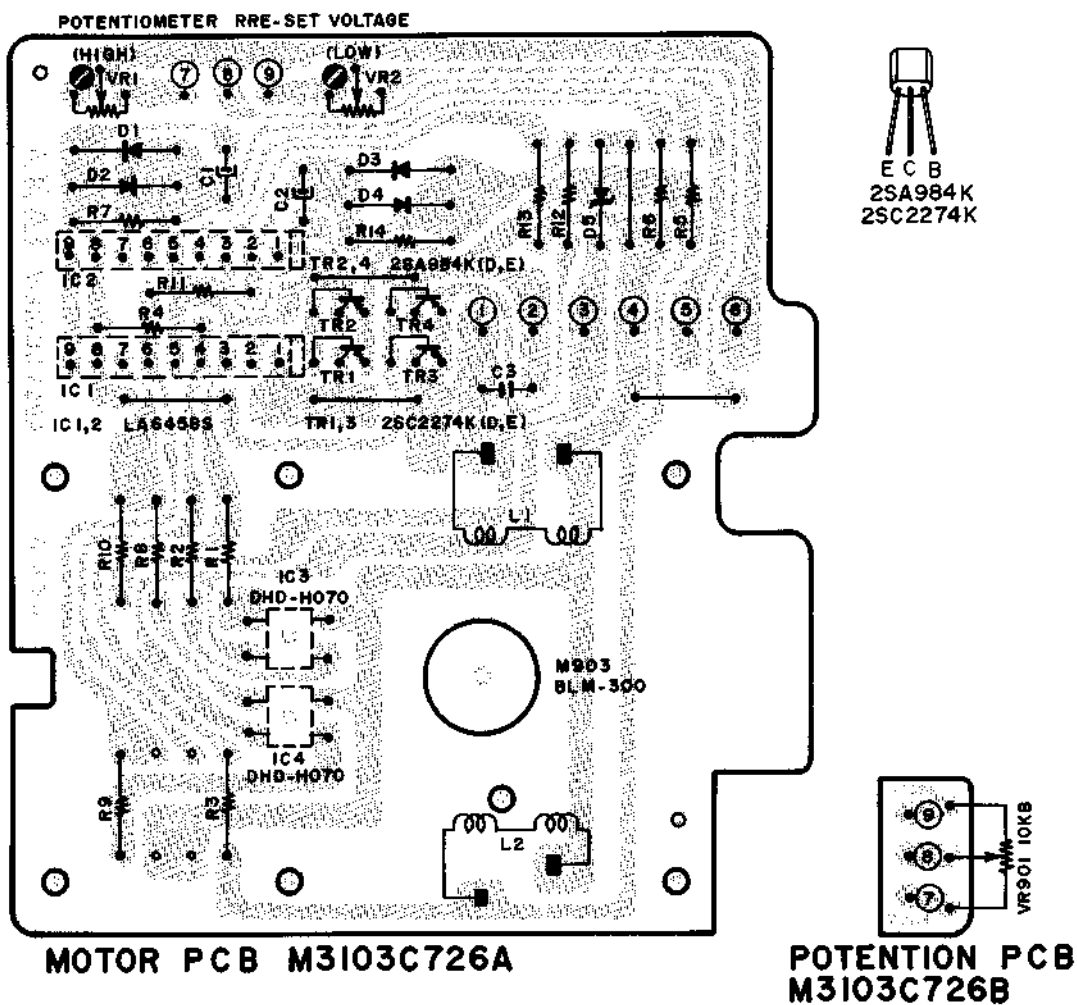 POTENTIOMETER RRE-SET VOLTAGE
(HIGH)
VR1
7 8 9
(LOW)
VR2
D1
D2
C1
C2
D3
D4
R7
R14
R13
R12
D5
R6
R5
E C B
2SA984K
2SC2274K
9 8 7 6 5 4 3 2 1
IC2
R11
TR2,4 2SA984K(D,E)
TR2
TR4
1 2 3 4 5 6
R4
9 8 7 6 5 4 3 2 1
IC1
TR1
TR3
C3
IC1,2 LA6458S
TR1,3 2SC2274K(D,E)
L1
R10
R8
R2
R1
IC3
DHD-H070
M903
BLM-300
IC4
DHD-H070
R9
R3
L2
9
8
7
VR901 10KB
MOTOR PCB M3103C726A
POTENTION PCB
M3103C726B